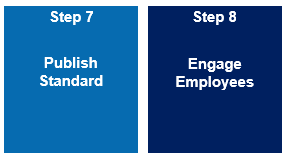 Step 7
Publish
Standard
Step 8
Engage
Employees